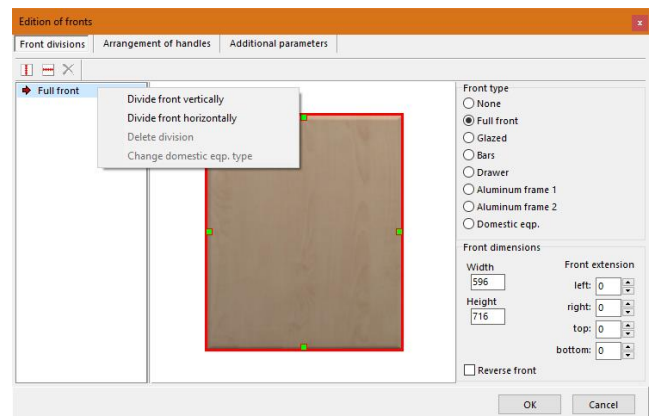 Edition of fronts
x
Front divisions Arrangement of handles Additional parameters
Full front
Divide front vertically
Divide front horizontally
Delete division
Change domestic eqp. type
Front type
None
Full front
Glazed
Bars
Drawer
Aluminum frame 1
Aluminum frame 2
Domestic eqp.
Front dimensions
Width Front extension
596 left: 0
Height right: 0
716 top: 0
bottom: 0
Reverse front
OK Cancel